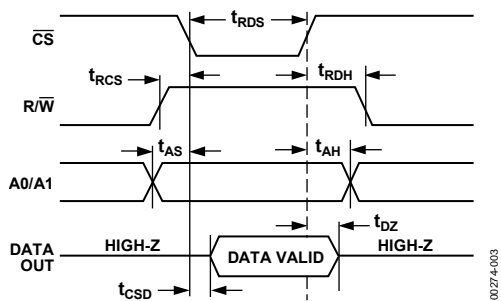 CS
tRDS
tRCS
tRDH
R/W
tAS
tAH
A0/A1
tDZ
DATA
OUT
HIGH-Z
DATA VALID
HIGH-Z
tCSD
00274-003